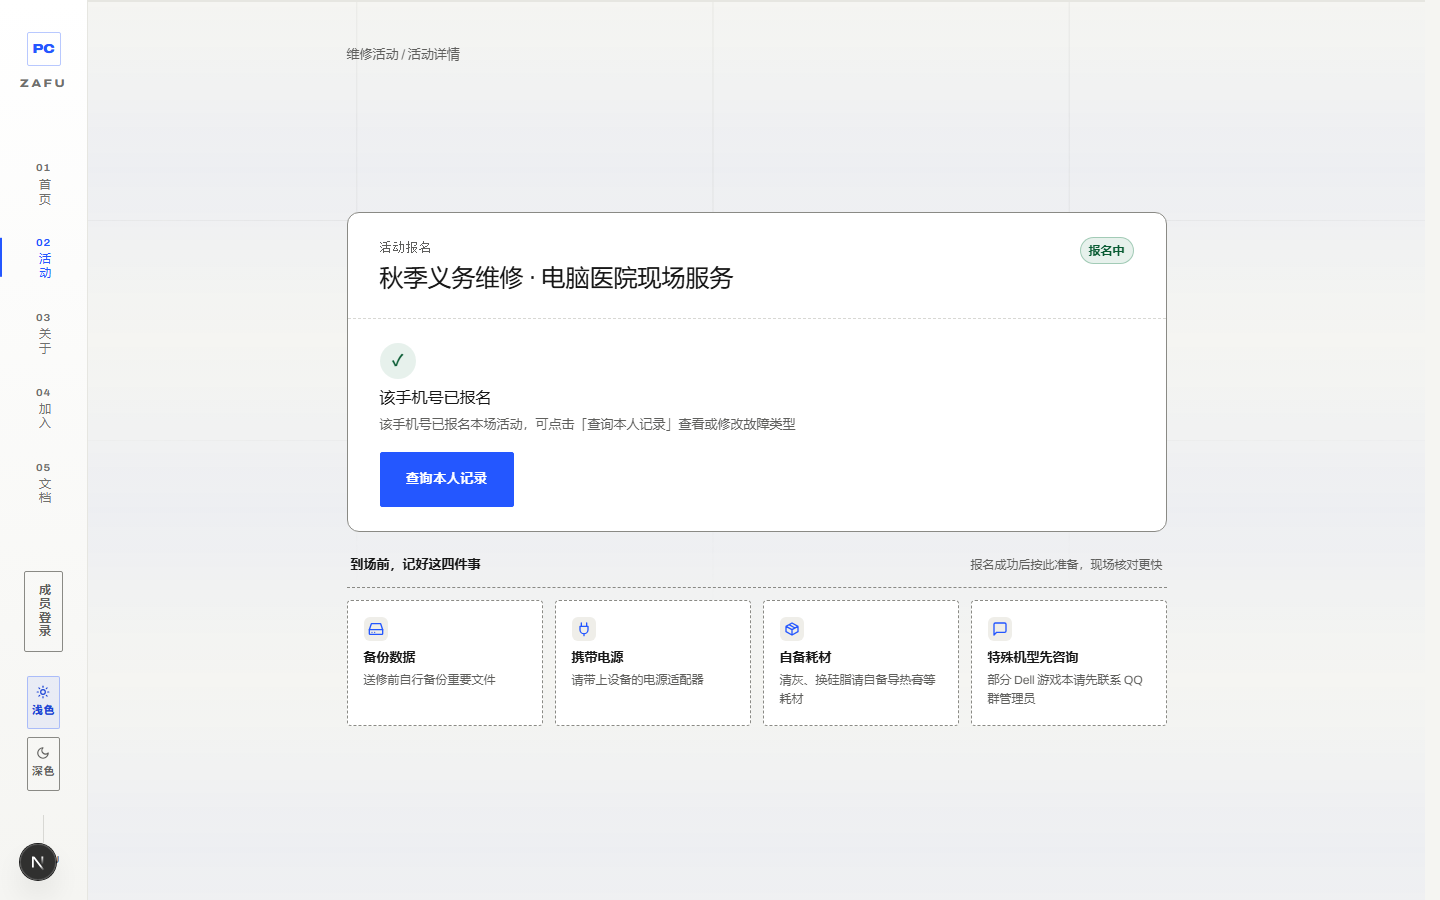 PC
ZAFU
01
首页
02
活动
03
关于
04
加入
05
文档
成员登录
浅色
深色
N
维修活动 / 活动详情
活动报名
报名中
秋季义务维修 · 电脑医院现场服务
该手机号已报名
该手机号已报名本场活动，可点击「查询本人记录」查看或修改故障类型
查询本人记录
到场前，记好这四件事
报名成功后按此准备，现场核对更快
备份数据
送修前自行备份重要文件
携带电源
请带上设备的电源适配器
自备耗材
清灰、换硅脂请自备导热膏等
耗材
特殊机型先咨询
部分 Dell 游戏本请先联系 QQ
群管理员